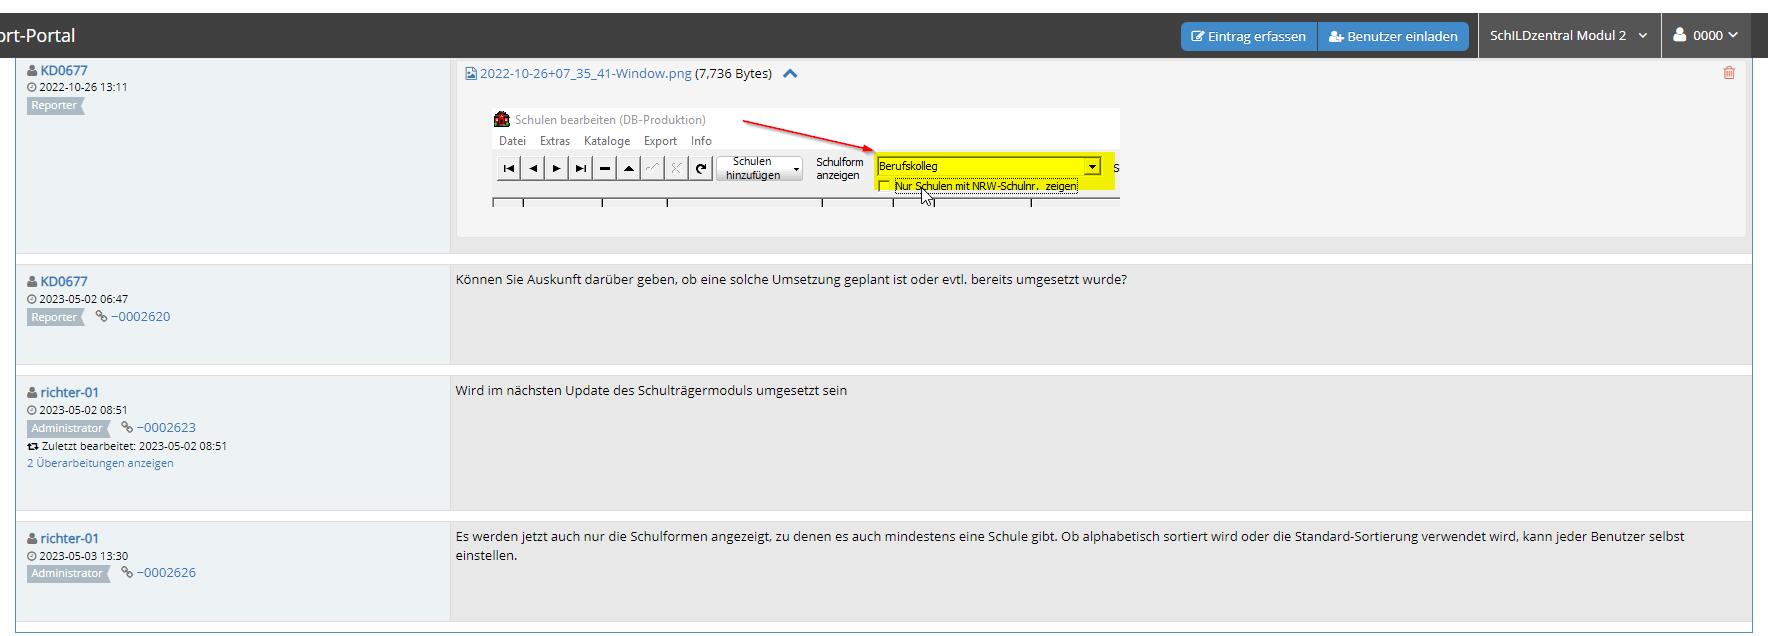 ort-Portal
Eintrag erfassen
Benutzer einladen
SchILDzentral Modul 2
0000
KD0677
2022-10-26 13:11
Reporter
2022-10-26+07_35_41-Window.png (7,736 Bytes)
Schulen bearbeiten (DB-Produktion)
Datei Extras Kataloge Export Info
Schulen hinzufügen
Schulform anzeigen
Berufskolleg
S
Nur Schulen mit NRW-Schulnr. zeigen
KD0677
2023-05-02 06:47
Reporter ~0002620
Können Sie Auskunft darüber geben, ob eine solche Umsetzung geplant ist oder evtl. bereits umgesetzt wurde?
richter-01
2023-05-02 08:51
Administrator ~0002623
Zuletzt bearbeitet: 2023-05-02 08:51
2 Überarbeitungen anzeigen
Wird im nächsten Update des Schulträgermoduls umgesetzt sein
richter-01
2023-05-03 13:30
Administrator ~0002626
Es werden jetzt auch nur die Schulformen angezeigt, zu denen es auch mindestens eine Schule gibt. Ob alphabetisch sortiert wird oder die Standard-Sortierung verwendet wird, kann jeder Benutzer selbst
einstellen.